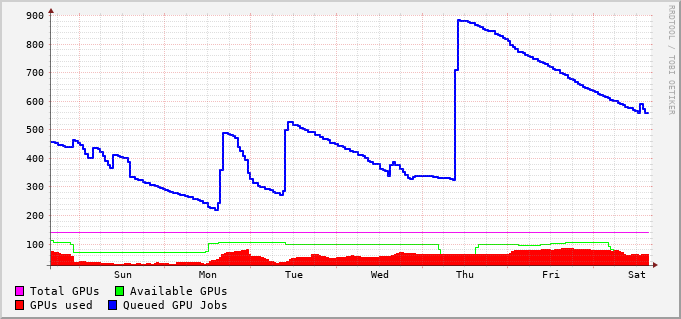 900
800
700
600
500
400
300
200
100
Sun Mon Tue Wed Thu Fri Sat
Total GPUs Available GPUs
GPUs used Queued GPU Jobs
RRDTOOL / TOBI OETIKER